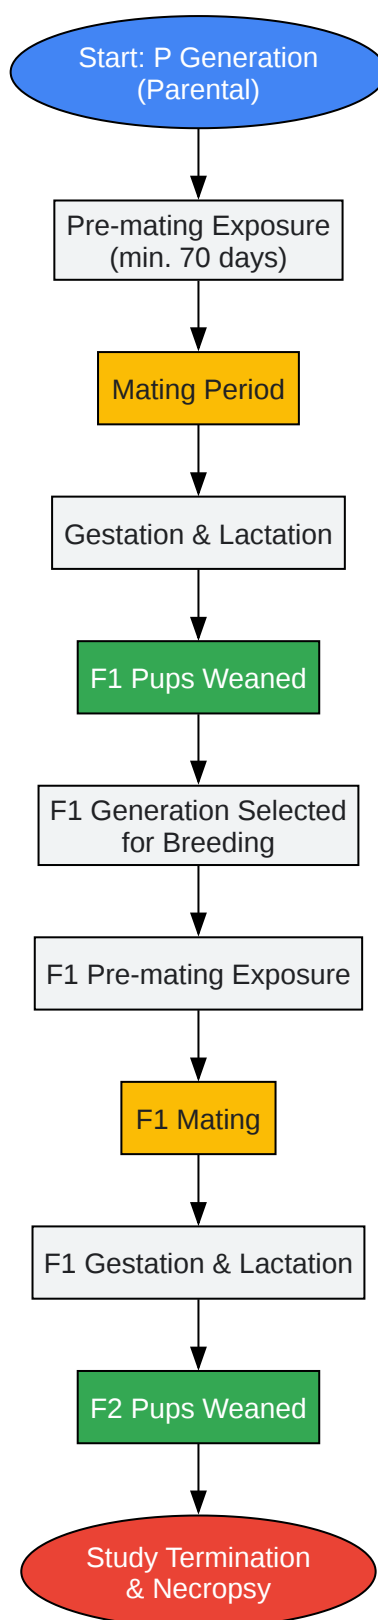 Start: P Generation
(Parental)
Pre-mating Exposure
(min. 70 days)
Mating Period
Gestation & Lactation
F1 Pups Weaned
F1 Generation Selected
for Breeding
F1 Pre-mating Exposure
F1 Mating
F1 Gestation & Lactation
F2 Pups Weaned
Study Termination
& Necropsy